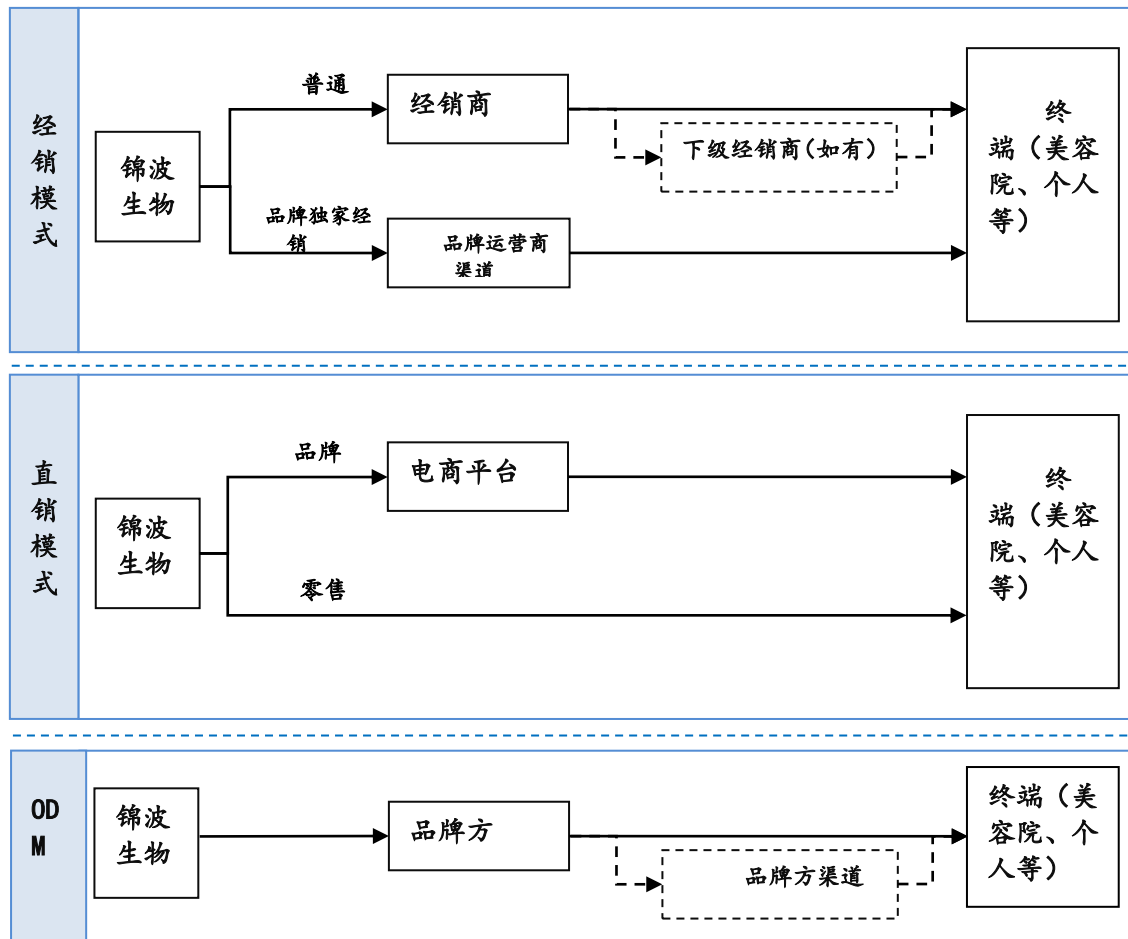 经
销
模
式
锦波
生物
普通
经销商
下级经销商（如有）
品牌独家经
销
品牌运营商
渠道
终
端（美容
院、个人
等）
直
销
模
式
锦波
生物
品牌
电商平台
零售
终
端（美容
院、个人
等）
OD
M
锦波
生物
品牌方
品牌方渠道
终端（美
容院、个
人等）